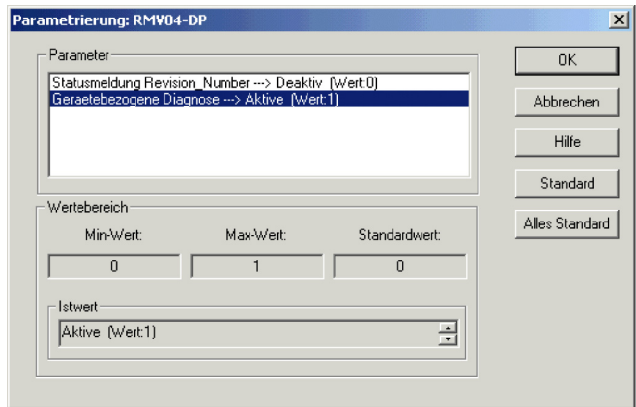 Parametrierung: RMV04-DP
Parameter
Statusmeldung Revision_Number ---> Deaktiv (Wert:0)
Geraetebezogene Diagnose ---> Aktive (Wert:1)
OK
Abbrechen
Hilfe
Standard
Alles Standard
Wertebereich
Min-Wert: Max-Wert: Standardwert:
0 1 0
Istwert
Aktive (Wert:1)